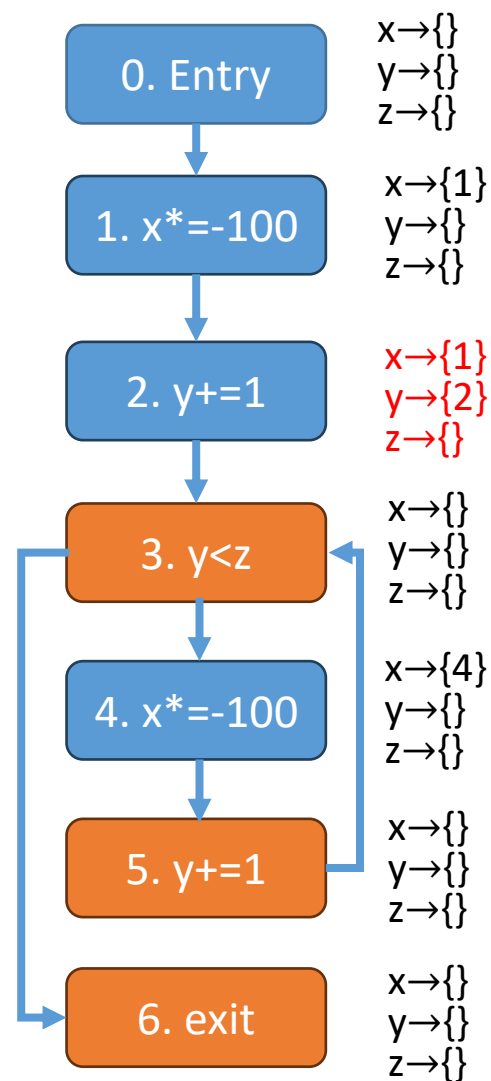 0. Entry
x→{}
y→{}
z→{}
1. x*=-100
x→{1}
y→{}
z→{}
2. y+=1
x→{1}
y→{2}
z→{}
3. y<z
x→{}
y→{}
z→{}
4. x*=-100
x→{4}
y→{}
z→{}
5. y+=1
x→{}
y→{}
z→{}
6. exit
x→{}
y→{}
z→{}